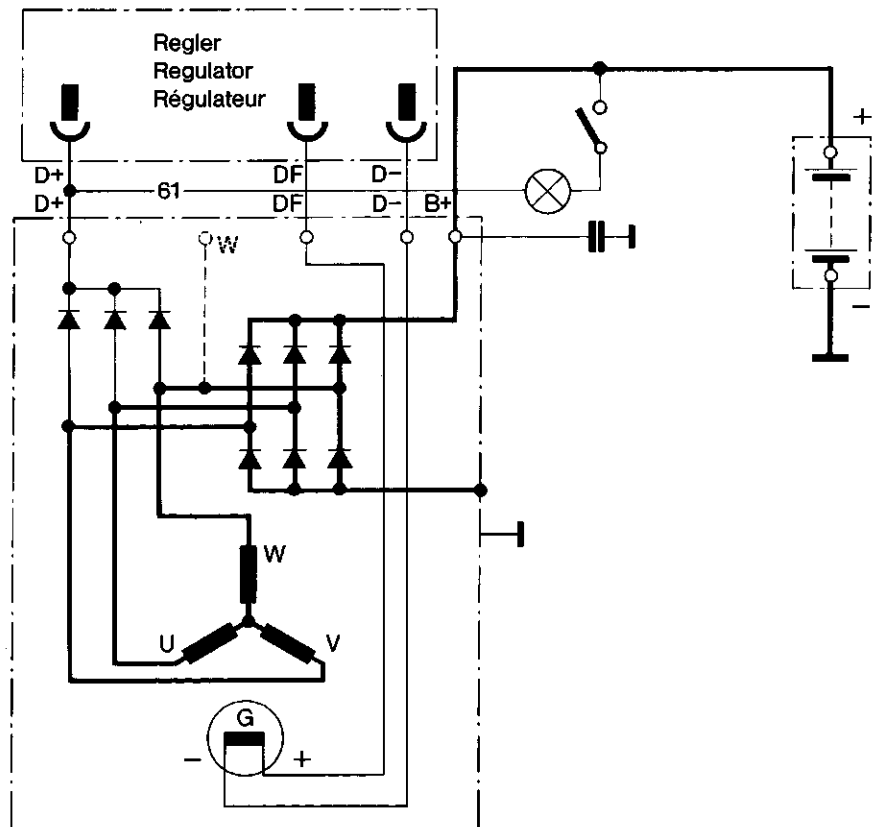 Regler
Regulator
Régulateur
D+
DF
D-
61
D+
DF
D-
B+
W
+
-
W
U
V
G
-
+